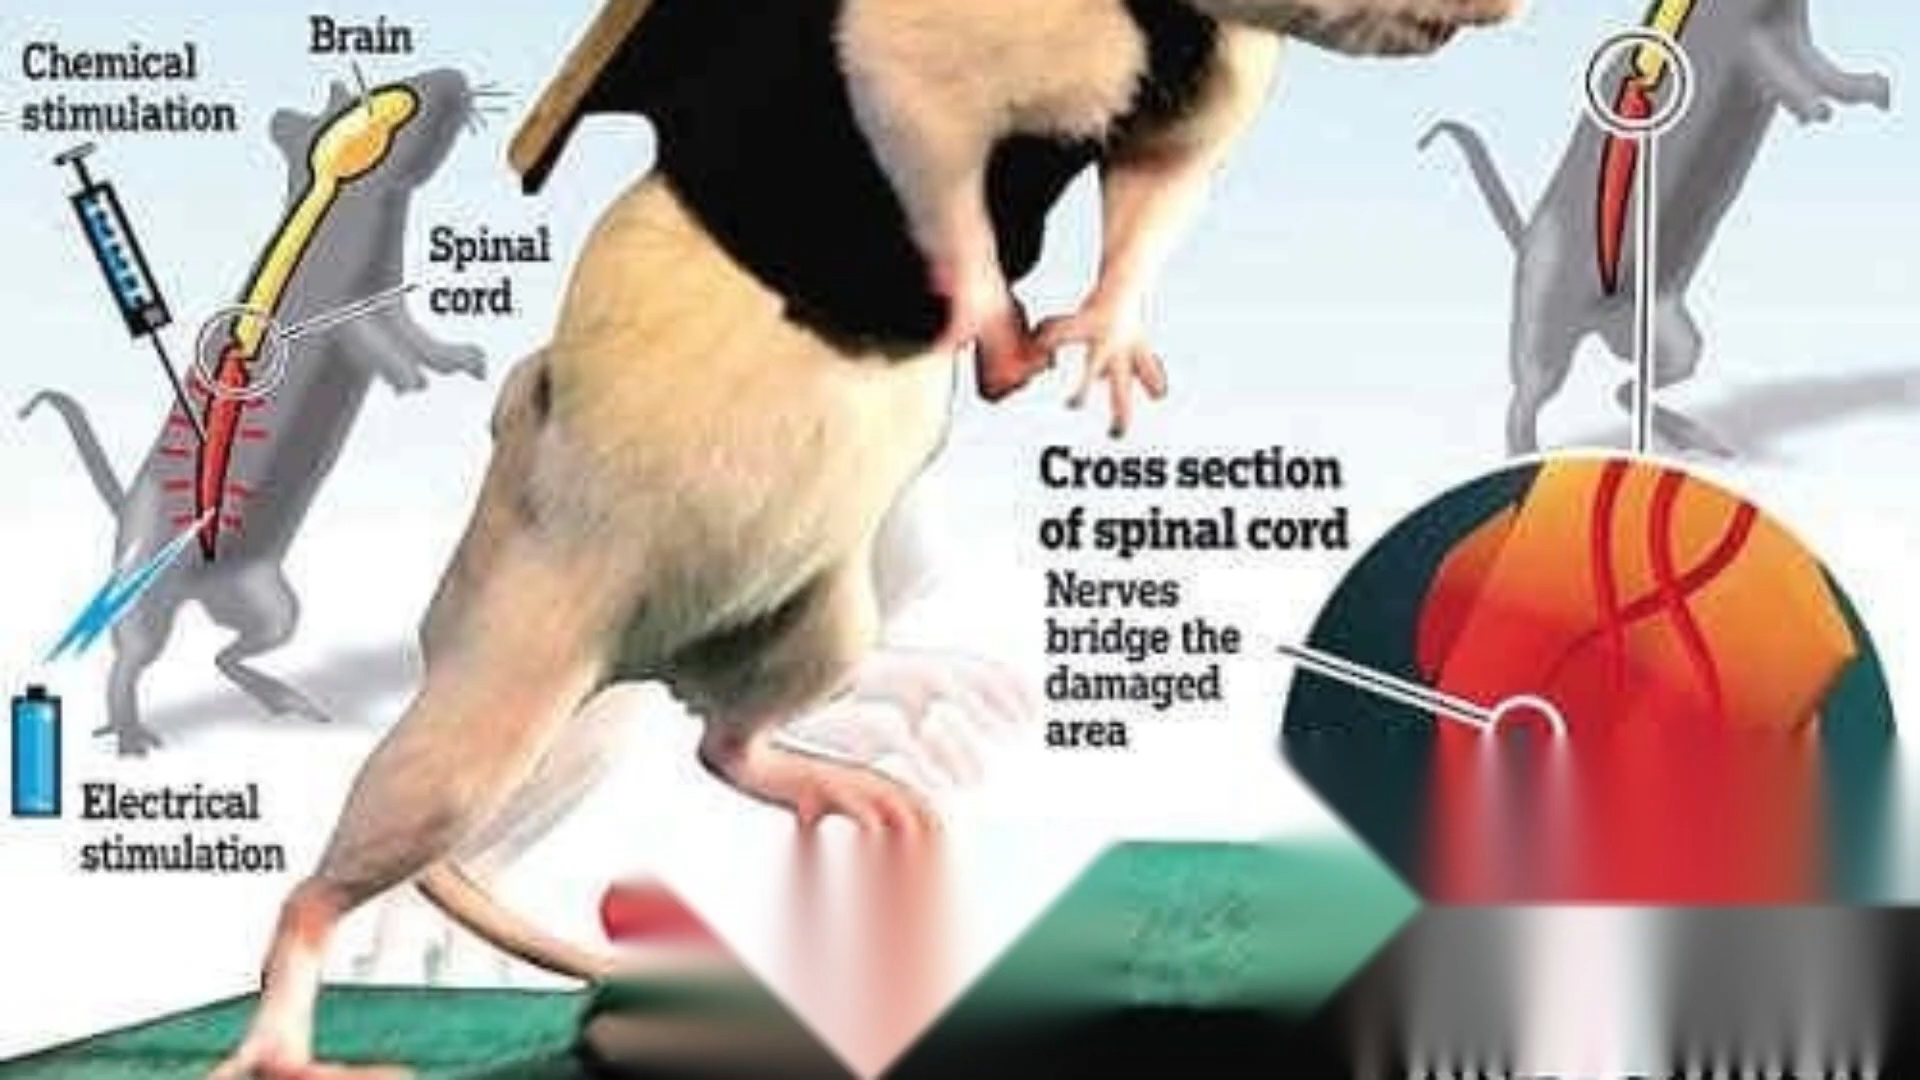 Chemical
stimulation
Brain
Spinal
cord
Electrical
stimulation
Cross section
of spinal cord
Nerves
bridge the
damaged
area